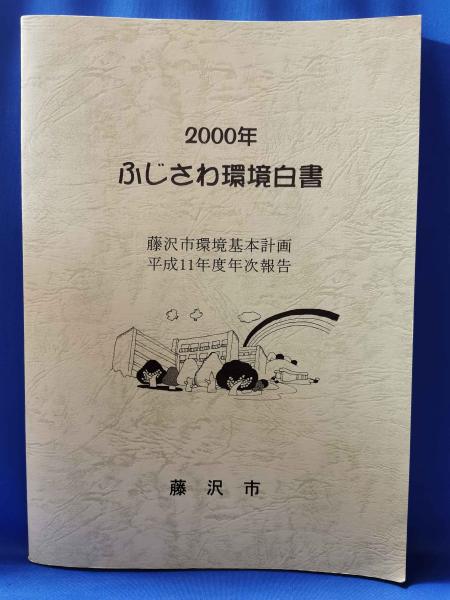 2000年
ふじさわ環境白書
藤沢市環境基本計画
平成11年度年次報告
藤沢市